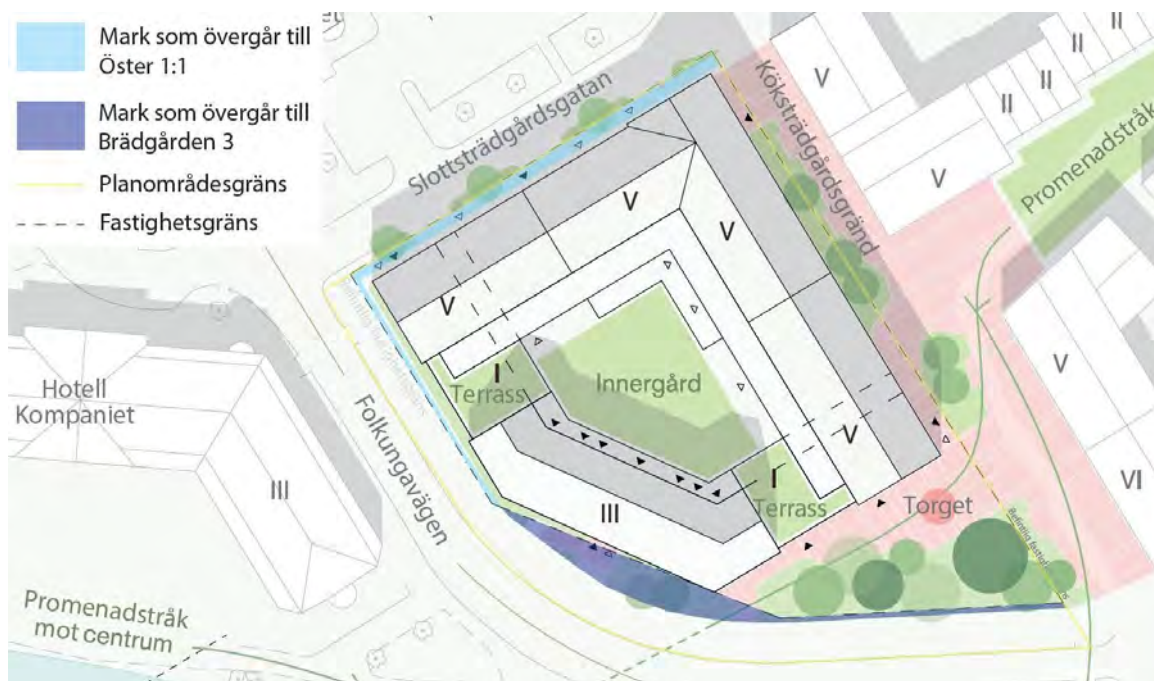 Mark som övergår till
Öster 1:1
Mark som övergår till
Brädgården 3
Planområdesgräns
Fastighetsgräns
Slottsträdgårdsgatan
Köksträdgårdsgränd
V
II
II
II
II
V
Promenadstråk
V
V
V
I
Terrass
Innergård
Hotell
Kompaniet
III
Folkungavägen
V
V
VI
I
Terrass
Torget
III
Promenadstråk
mot centrum